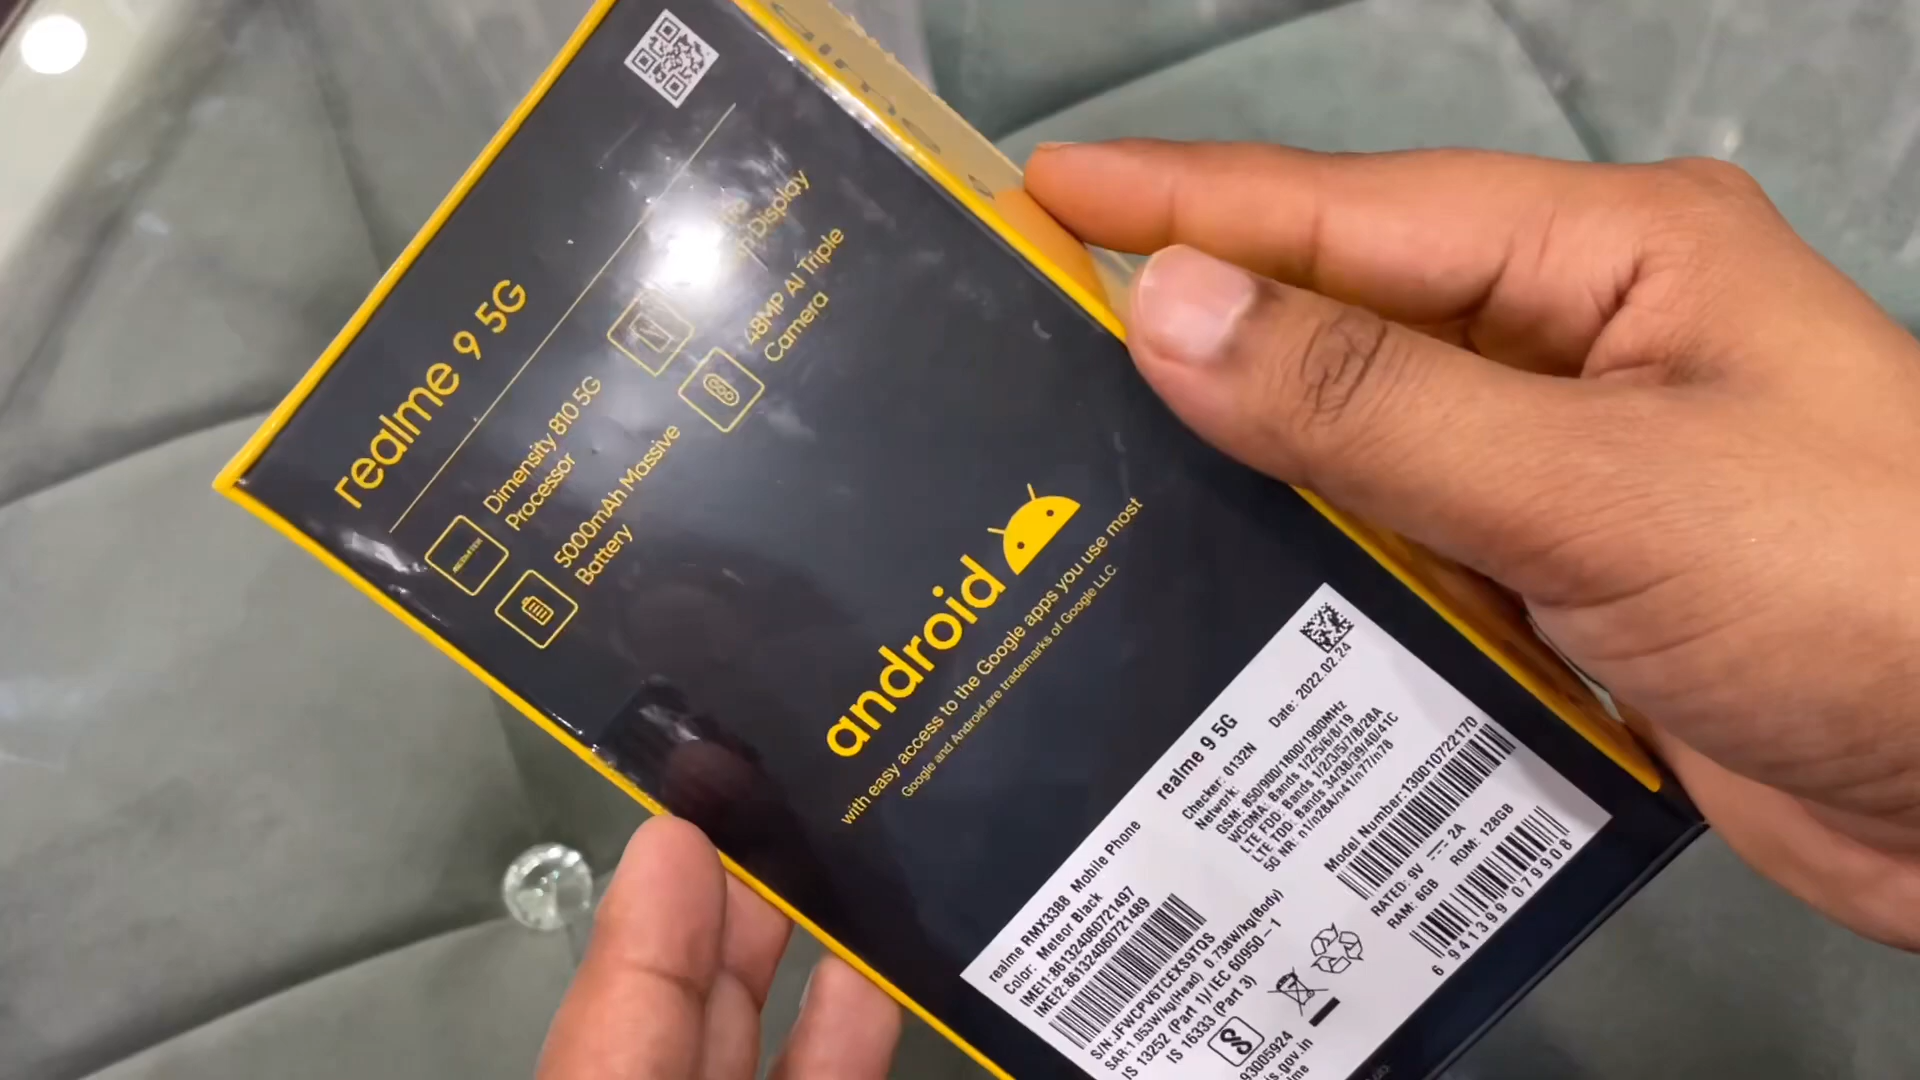 realme 9 5G
Dimensity 810 5G
Processor
5000mAh Massive
Battery
Display
48MP AI Triple
Camera
android
with easy access to the Google apps you use most
Google and Android are trademarks of Google LLC
realme 9 5G
Date: 2022.02.24
Checker: 0132N
Network:
GSM: 850/900/1800/1900MHz
WCDMA: Bands 1/2/5/6/8/19
LTE FDD: Bands 1/2/3/5/7/8/28A
LTE TDD: Bands 34/38/39/40/41C
5G NR: n1/n28A/n41/n77/n78
Model Number:130010722170
RATED: 9V ⎓ 2A
RAM: 6GB ROM: 128GB
6 941399 079908
realme RMX3388 Mobile Phone
Color: Meteor Black
IMEI1:861324060721497
IMEI2:861324060721489
S/N:JFWCPV6TCEXS9TQS
SAR:1.053W/kg(Head) 0.738W/kg(Body)
IS 13252 (Part 1)/IEC 60950-1
IS 16333 (Part 3)
93005924